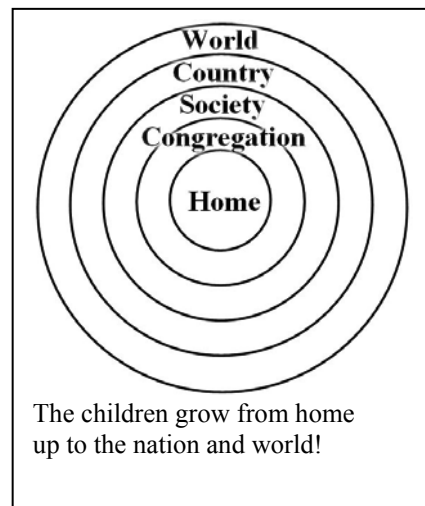 World
Country
Society
Congregation
Home
The children grow from home
up to the nation and world!